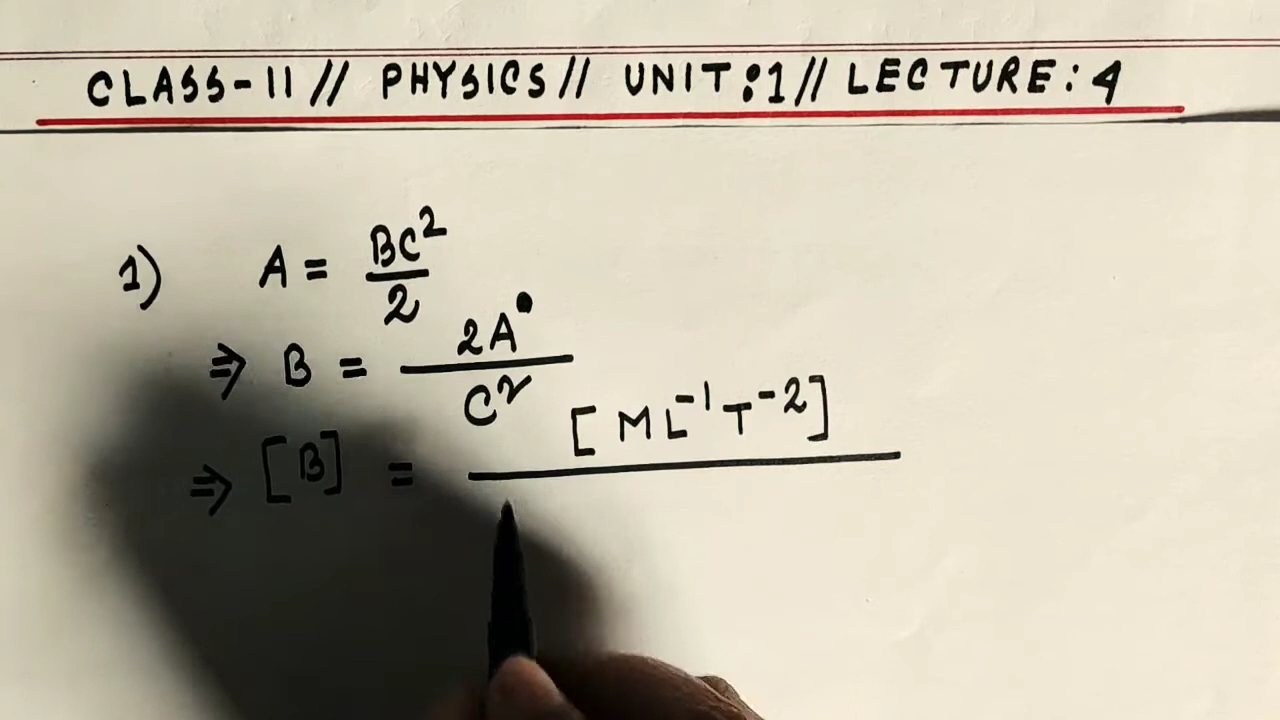 CLASS-11 // PHYSICS // UNIT:1 // LECTURE: 4
1) A = BC²/2
⇒ B = 2A/C²
⇒ [B] = [ML⁻¹T⁻²]